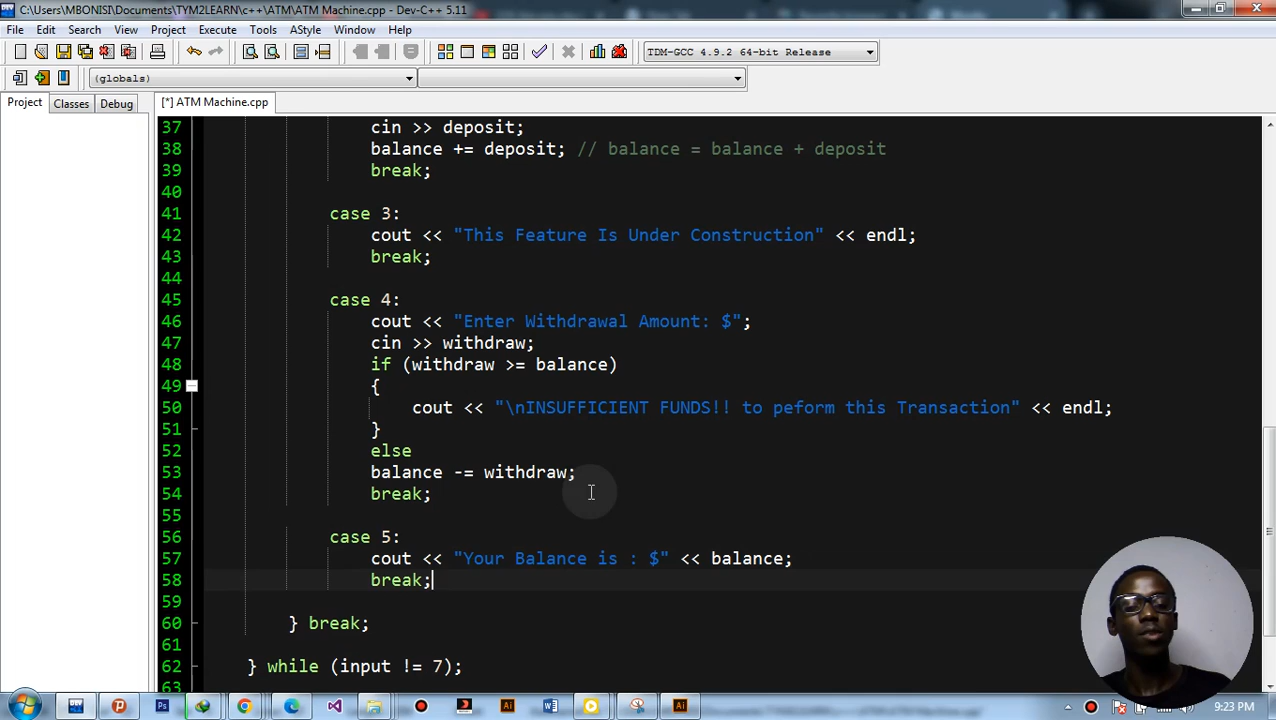 C:\Users\MBONISI\Documents\TYM2LEARN\c++\ATM\ATM Machine.cpp - Dev-C++ 5.11
File Edit Search View Project Execute Tools AStyle Window Help
TDM-GCC 4.9.2 64-bit Release
(globals)
Project Classes Debug [*] ATM Machine.cpp
37 cin >> deposit;
38 balance += deposit; // balance = balance + deposit
39 break;
40
41 case 3:
42 cout << "This Feature Is Under Construction" << endl;
43 break;
44
45 case 4:
46 cout << "Enter Withdrawal Amount: $";
47 cin >> withdraw;
48 if (withdraw >= balance)
49 {
50 cout << "\nINSUFFICIENT FUNDS!! to peform this Transaction" << endl;
51 }
52 else
53 balance -= withdraw;
54 break;
55
56 case 5:
57 cout << "Your Balance is : $" << balance;
58 break;
59
60 } break;
61
62 } while (input != 7);
63
DEV Ps Ai W Ai 9:23 PM